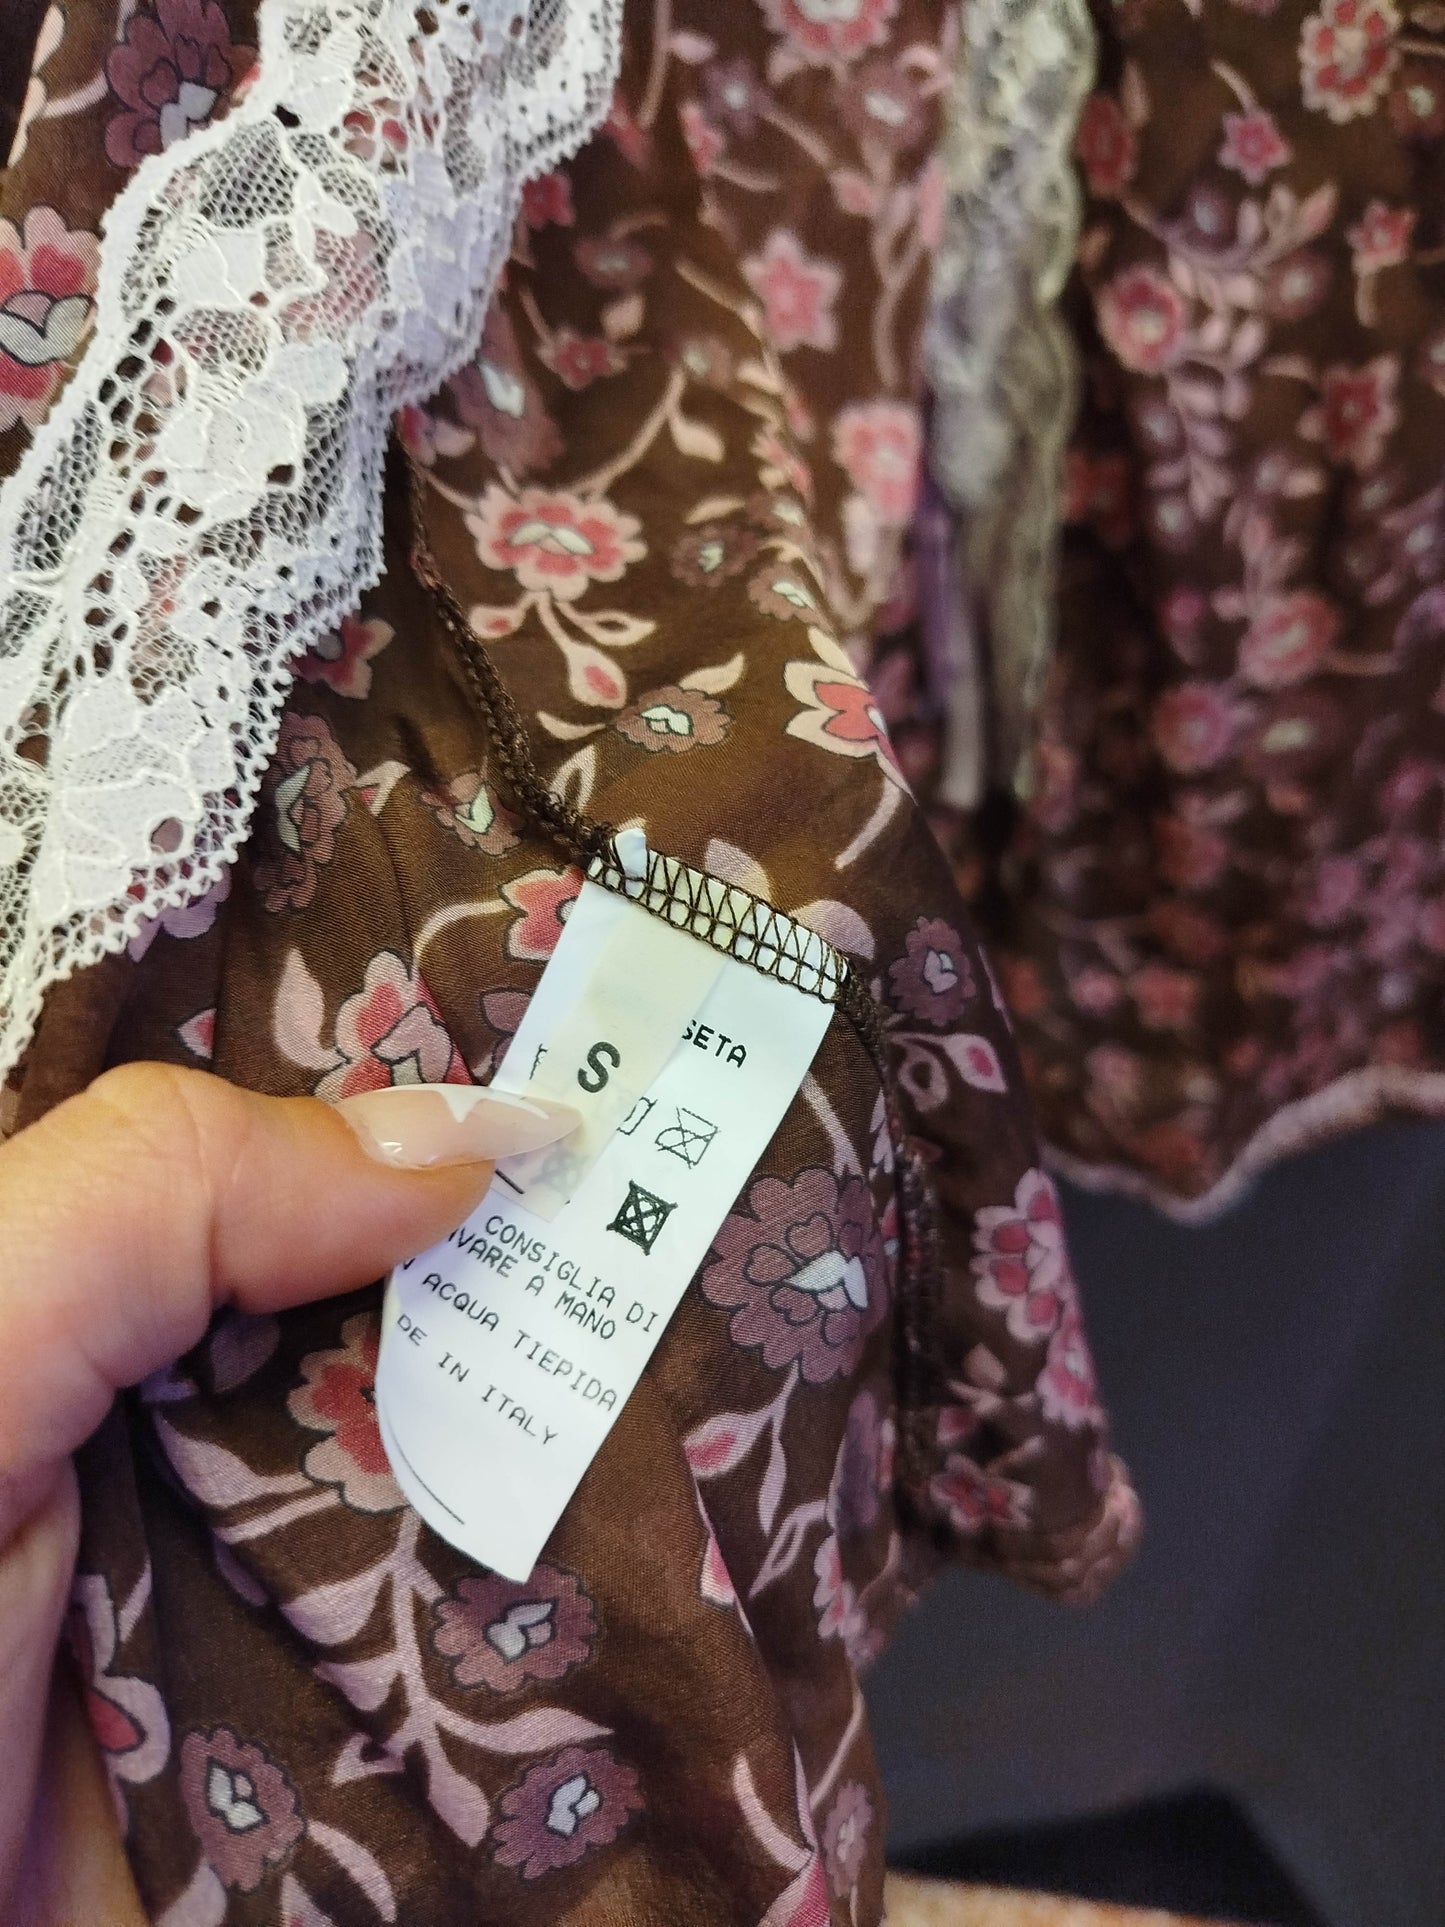 SETA
S
CONSIGLIA DI
VARE A MANO
ACQUA TIEPIDA
DE IN ITALY